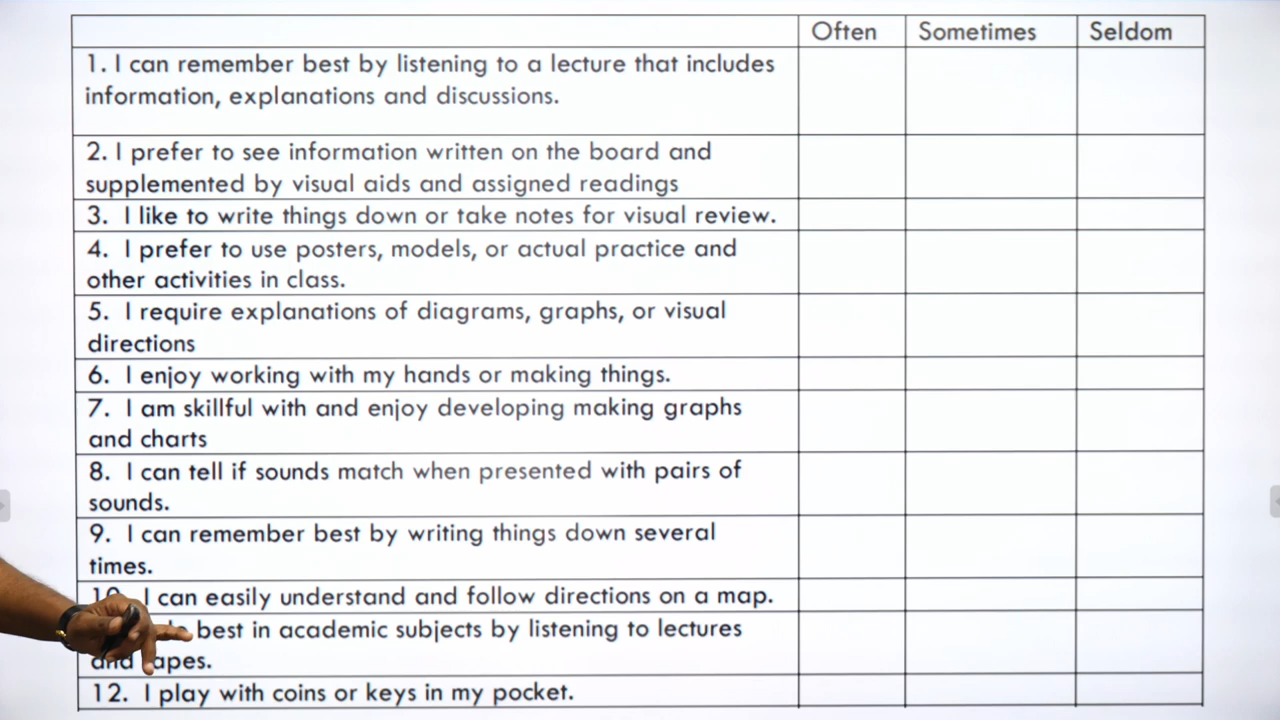 Often Sometimes Seldom
1. I can remember best by listening to a lecture that includes
information, explanations and discussions.
2. I prefer to see information written on the board and
supplemented by visual aids and assigned readings
3. I like to write things down or take notes for visual review.
4. I prefer to use posters, models, or actual practice and
other activities in class.
5. I require explanations of diagrams, graphs, or visual
directions
6. I enjoy working with my hands or making things.
7. I am skillful with and enjoy developing making graphs
and charts
8. I can tell if sounds match when presented with pairs of
sounds.
9. I can remember best by writing things down several
times.
10. I can easily understand and follow directions on a map.
best in academic subjects by listening to lectures
and tapes.
12. I play with coins or keys in my pocket.